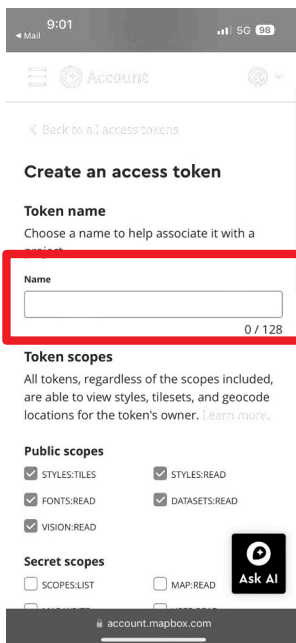 9:01
Mail
5G 98
Account
Back to all access tokens
Create an access token
Token name
Choose a name to help associate it with a
project.
Name
0 / 128
Token scopes
All tokens, regardless of the scopes included,
are able to view styles, tilesets, and geocode
locations for the token's owner. Learn more.
Public scopes
STYLES:TILES STYLES:READ
FONTS:READ DATASETS:READ
VISION:READ
Secret scopes
SCOPES:LIST MAP:READ
Ask AI
account.mapbox.com